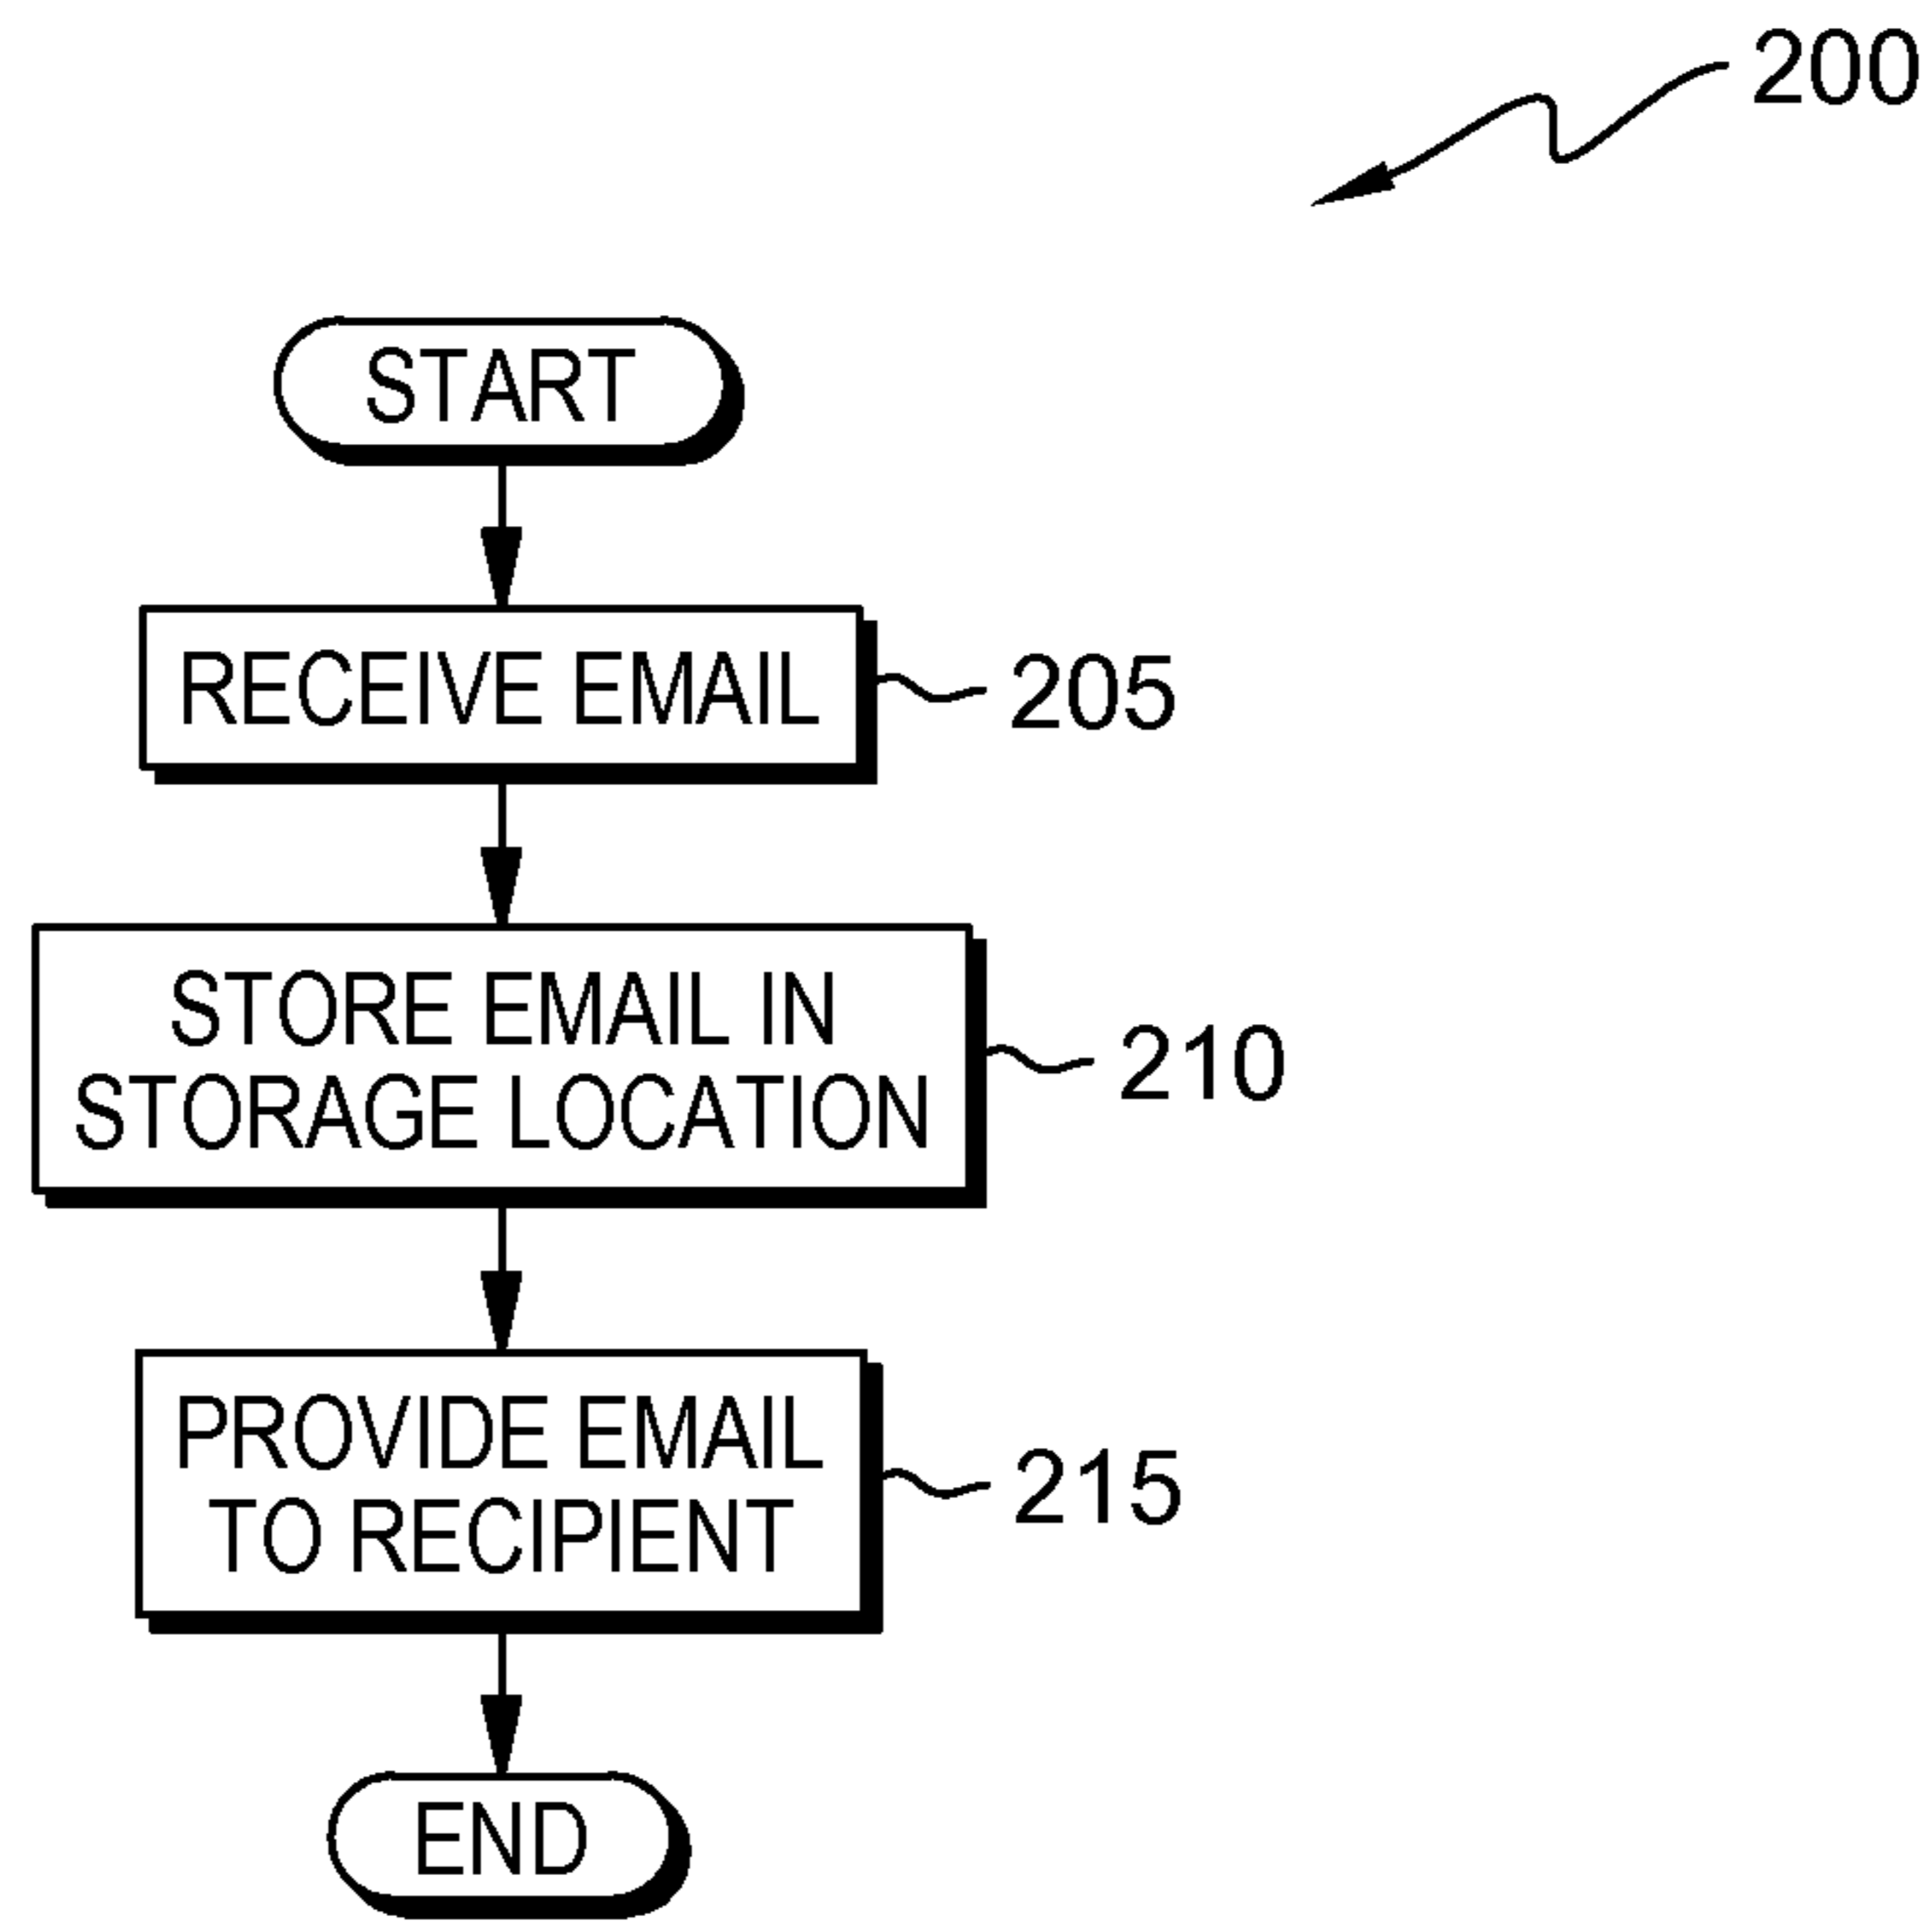 200
START
RECEIVE EMAIL
205
STORE EMAIL IN
STORAGE LOCATION
210
PROVIDE EMAIL
TO RECIPIENT
215
END